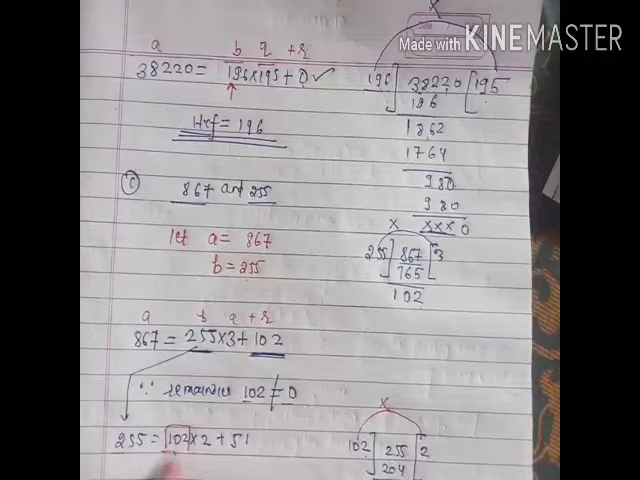 a b q + r
38220 = 196 × 195 + 0 ✓
Hcf = 196
196 ] 38220 [ 195
196
1862
1764
980
980
×××0
×
Made with KINEMASTER
(c) 867 and 255
let a = 867
b = 255
×
255 ] 867 [ 3
765
102
a b q + r
867 = 255 × 3 + 102
∵ remainder 102 ≠ 0
255 = 102 × 2 + 51
×
102 ] 255 [ 2
204